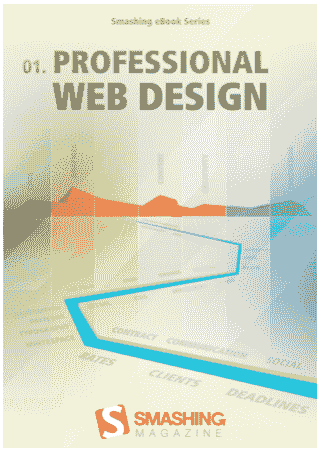 Smashing eBook Series
01. PROFESSIONAL
WEB DESIGN
CONTRACT COMMUNICATION SOCIAL
RATES CLIENTS DEADLINES
SMASHING
MAGAZINE